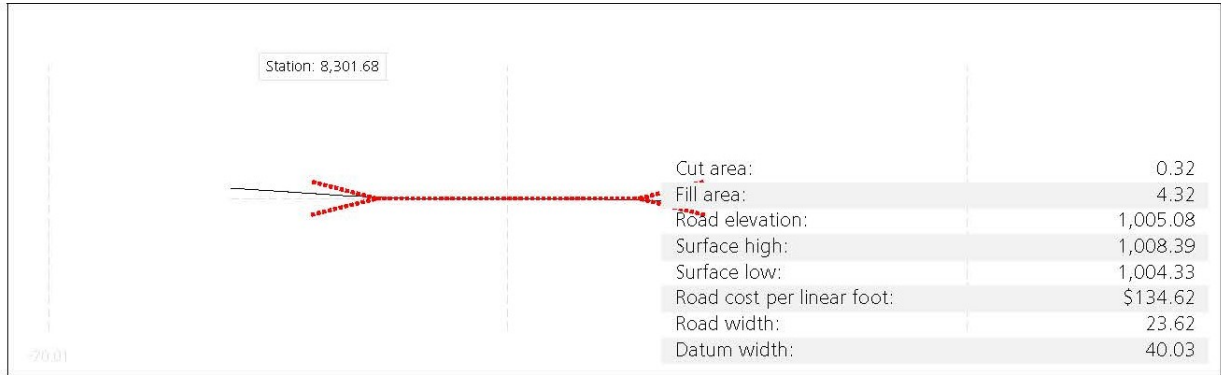 Station: 8,301.68
Cut area: 0.32
Fill area: 4.32
Road elevation: 1,005.08
Surface high: 1,008.39
Surface low: 1,004.33
Road cost per linear foot: $134.62
Road width: 23.62
Datum width: 40.03
-20.01